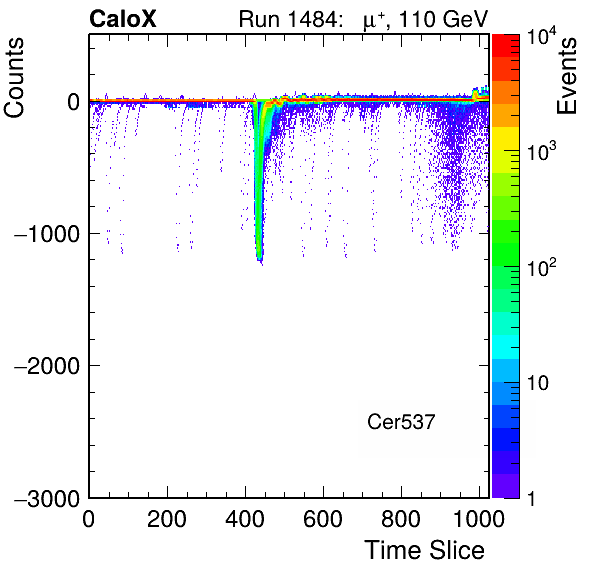 CaloX Run 1484: μ⁺, 110 GeV
Counts
Events
0
−1000
−2000
−3000
0 200 400 600 800 1000
Time Slice
Cer537
10⁴
10³
10²
10
1